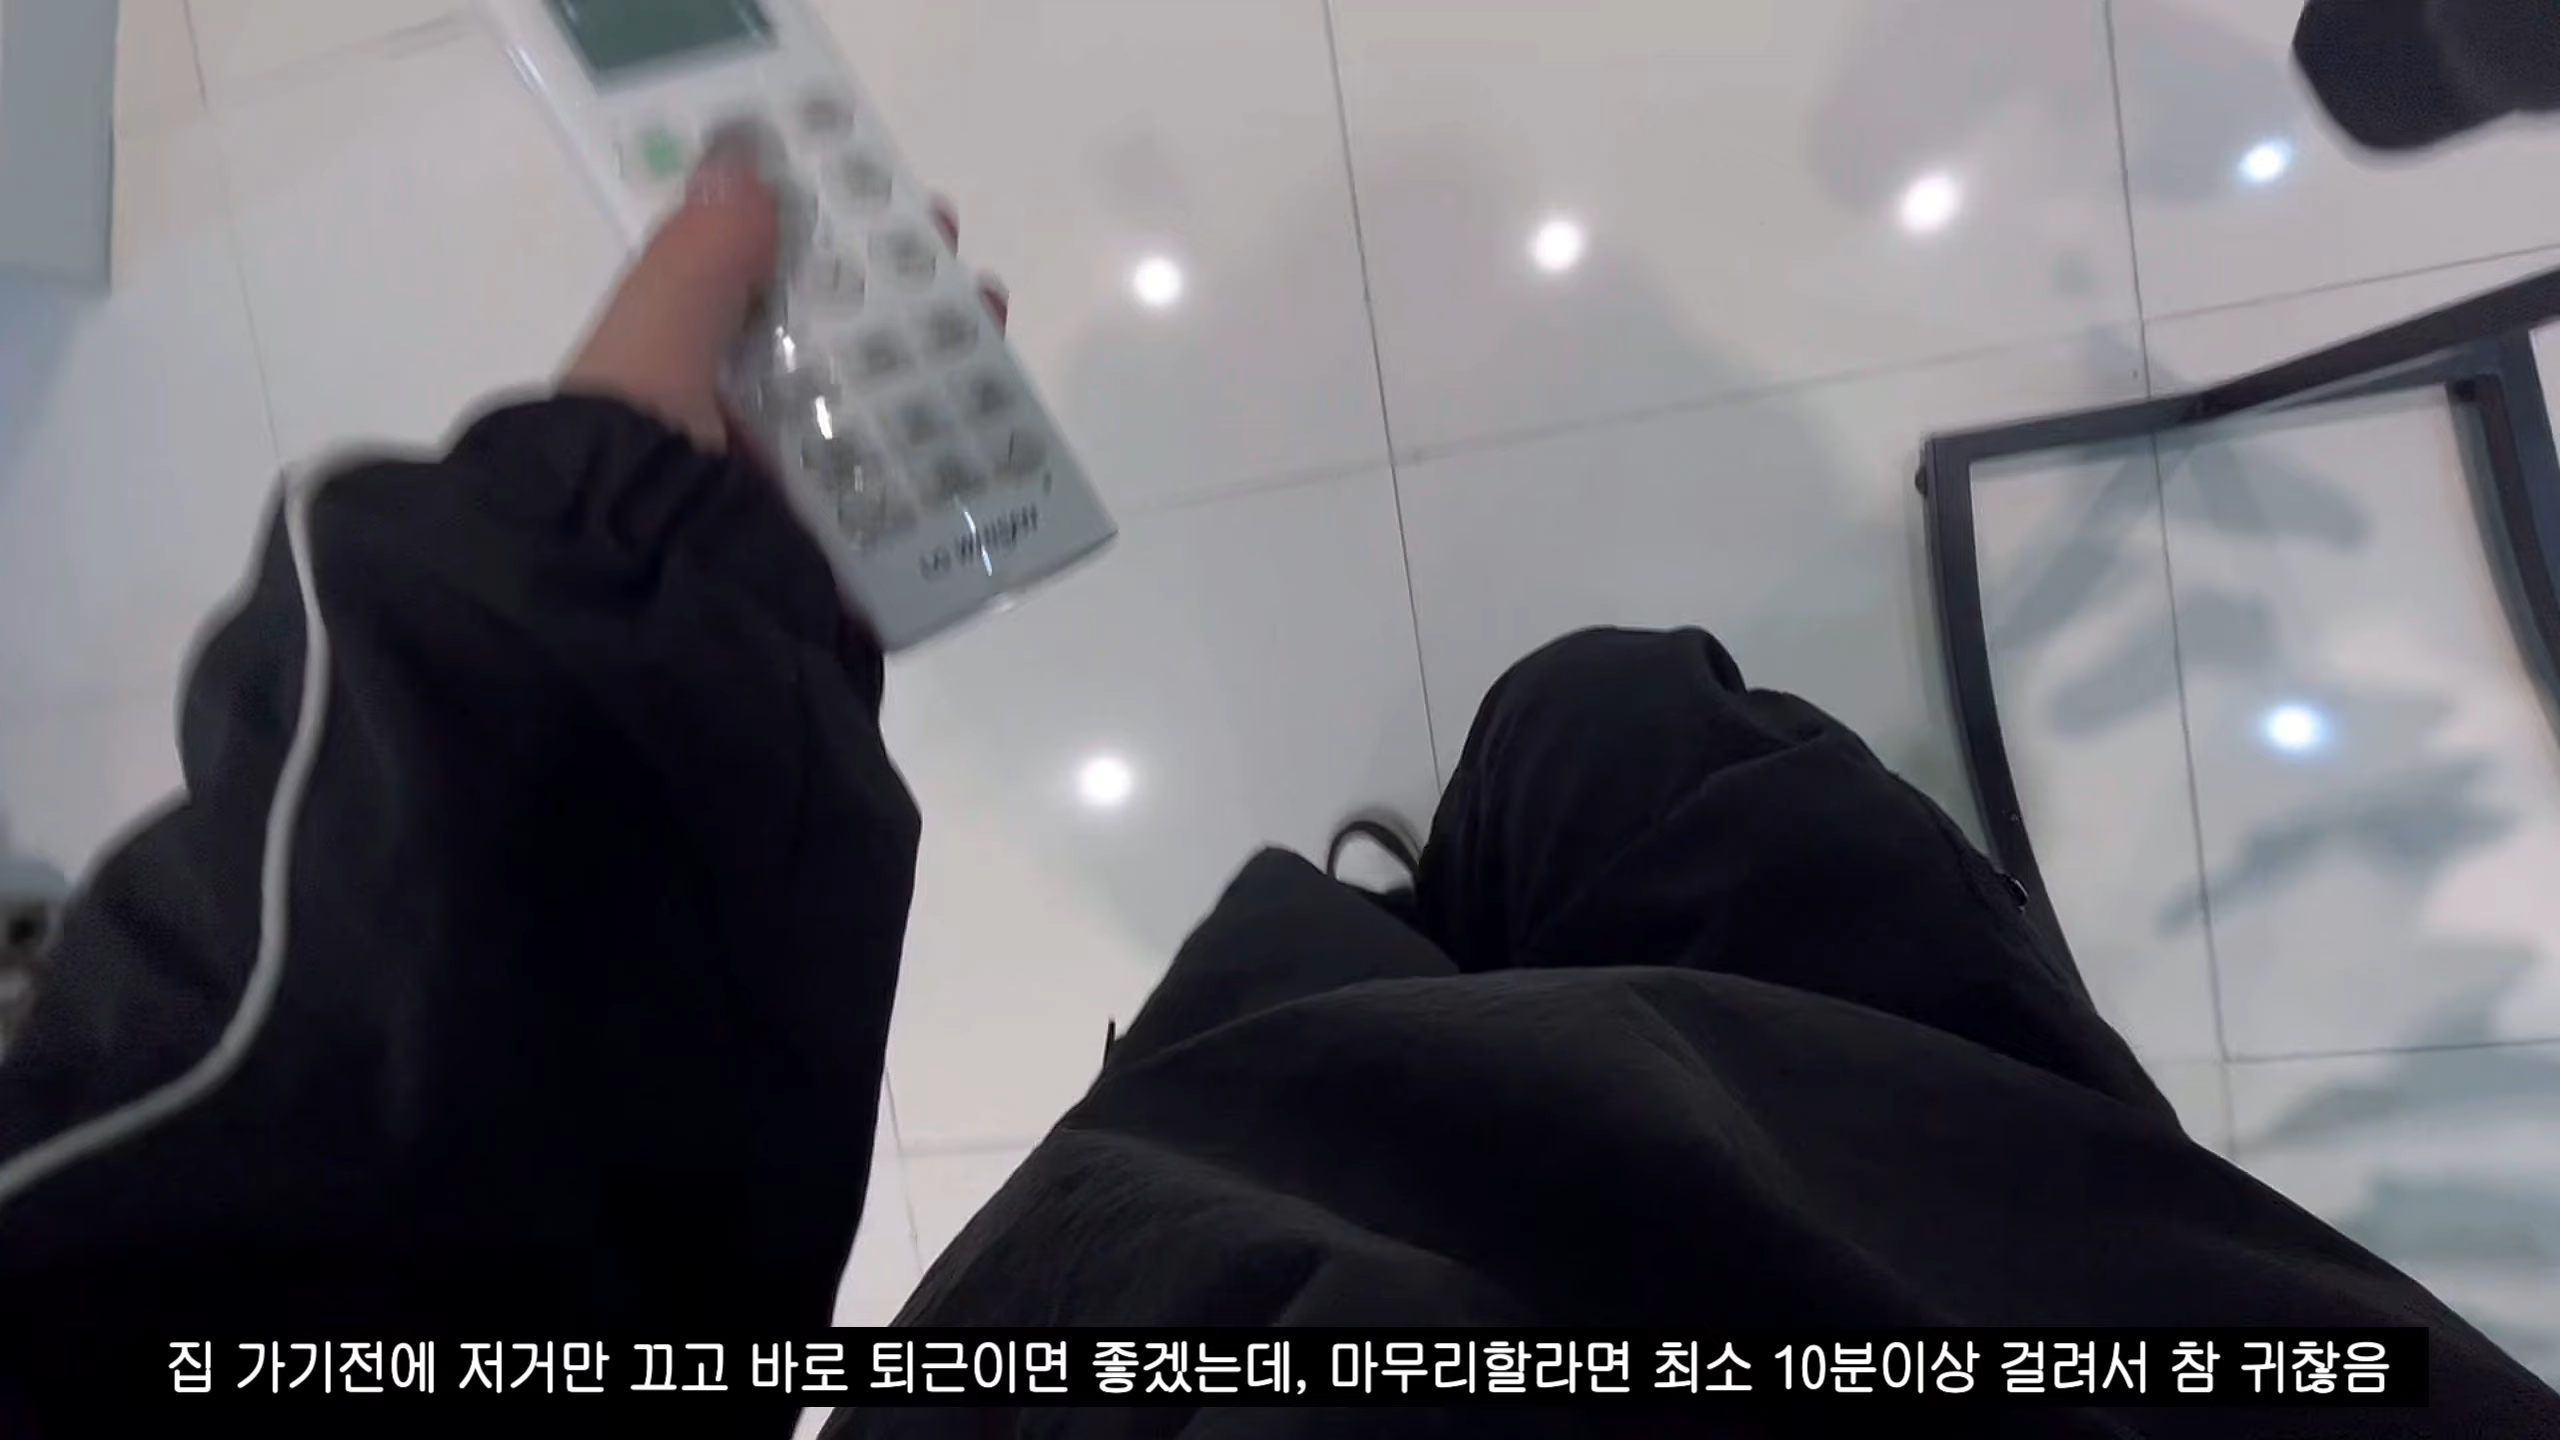 집 가기전에 저거만 끄고 바로 퇴근이면 좋겠는데, 마무리할라면 최소 10분이상 걸려서 참 귀찮음